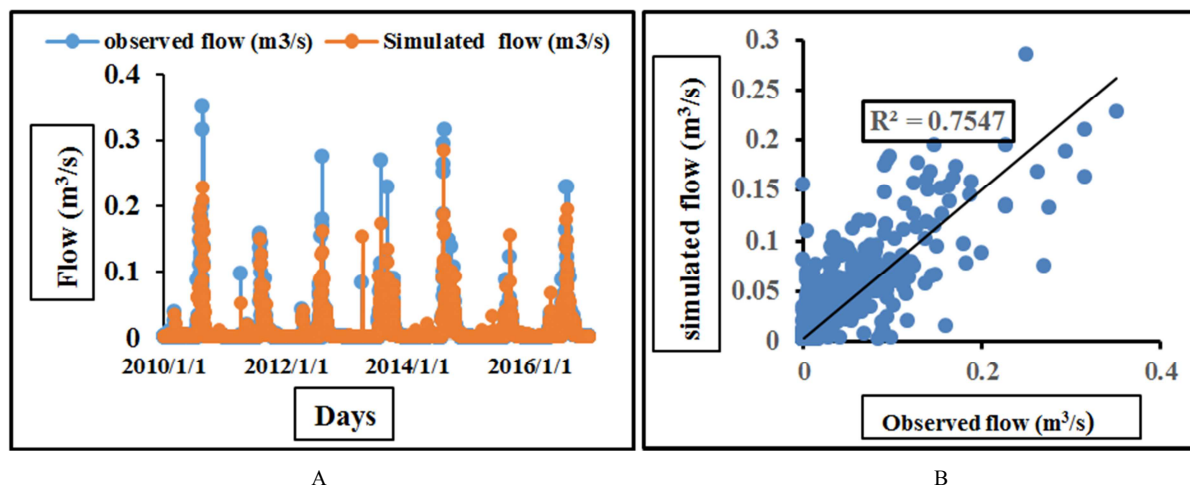 observed flow (m3/s) Simulated flow (m3/s)
0.4
0.3
0.2
0.1
0
Flow (m³/s)
2010/1/1 2012/1/1 2014/1/1 2016/1/1
Days
A
0.3
0.25
0.2
0.15
0.1
0.05
0
simulated flow (m³/s)
R² = 0.7547
0 0.2 0.4
Observed flow (m³/s)
B